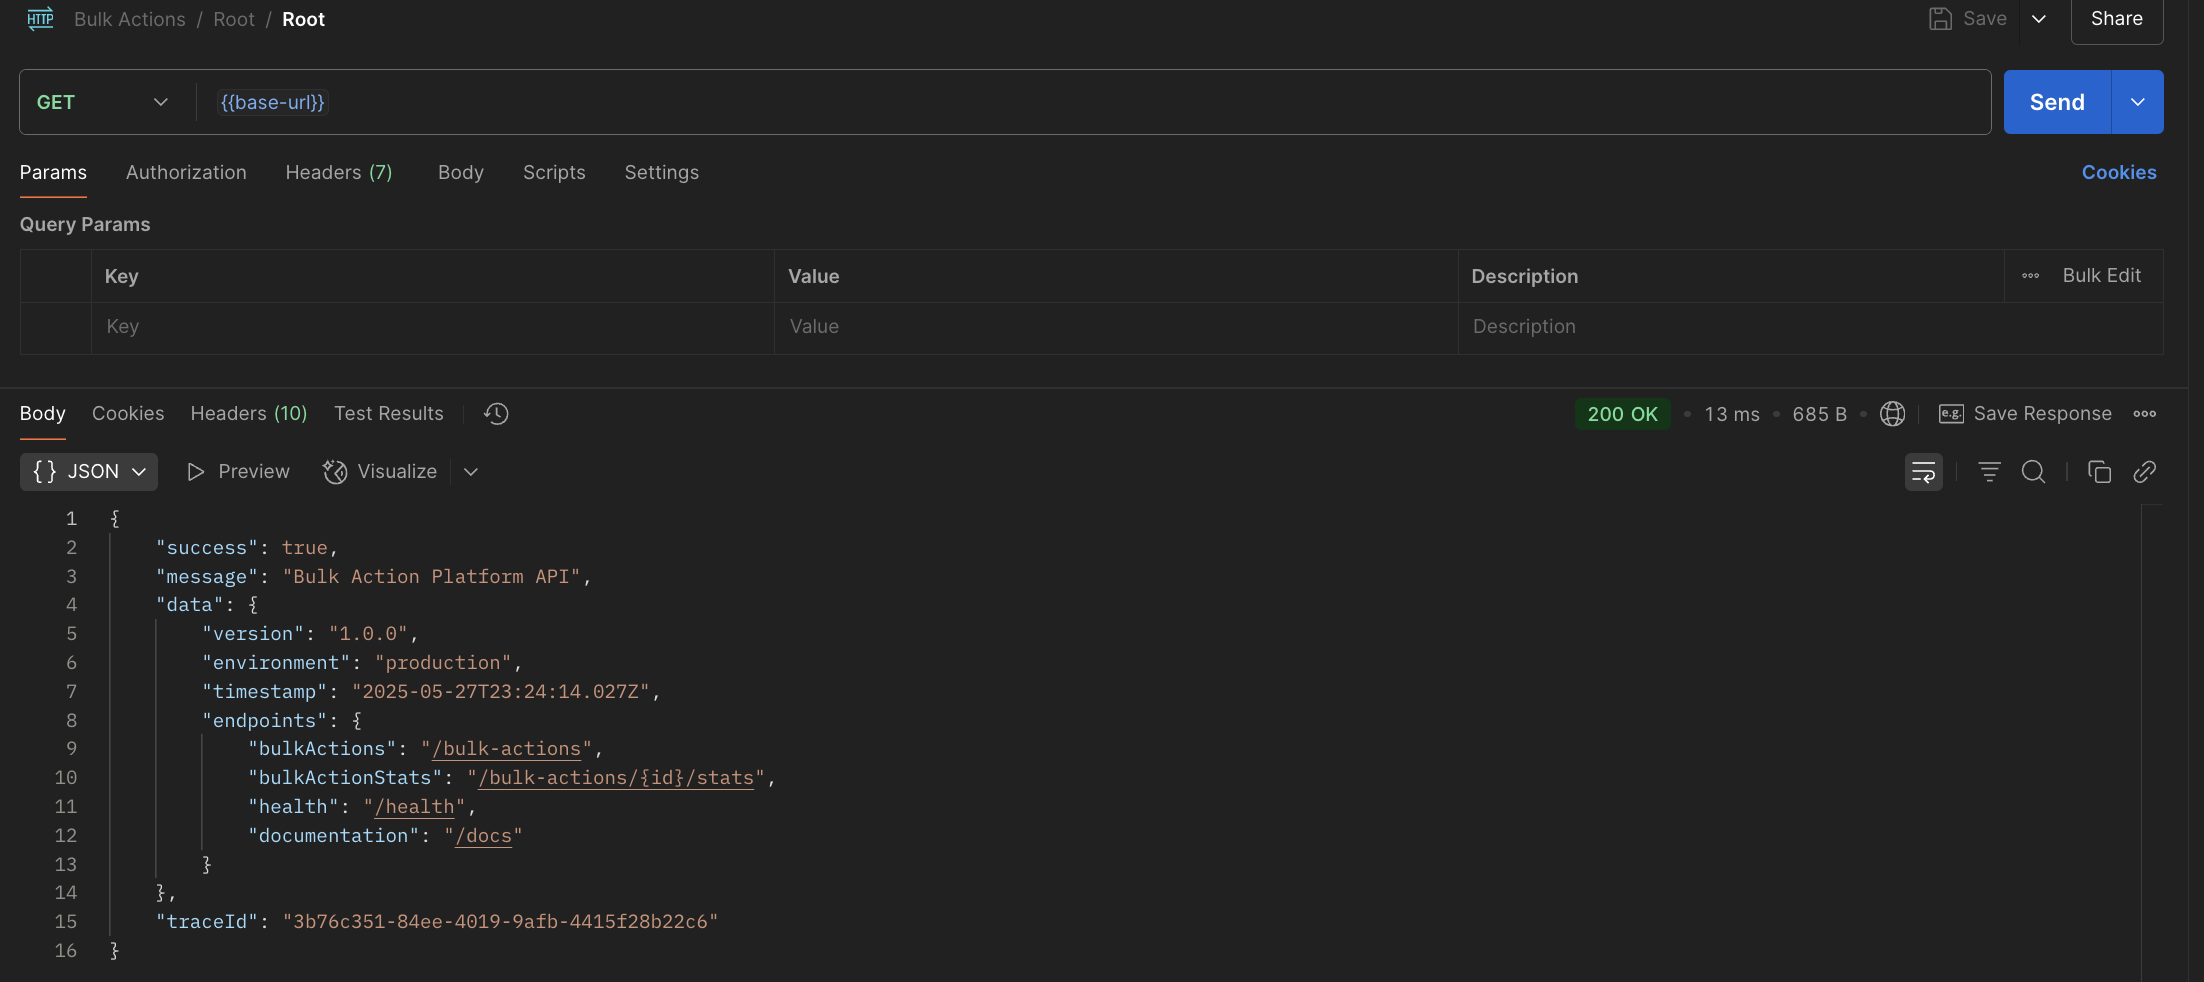 HTTP Bulk Actions / Root / Root Save Share
GET {{base-url}} Send
Params Authorization Headers (7) Body Scripts Settings Cookies
Query Params
Key Value Description Bulk Edit
Key Value Description
Body Cookies Headers (10) Test Results 200 OK 13 ms 685 B e.g. Save Response
{} JSON Preview Visualize
1 {
2 "success": true,
3 "message": "Bulk Action Platform API",
4 "data": {
5 "version": "1.0.0",
6 "environment": "production",
7 "timestamp": "2025-05-27T23:24:14.027Z",
8 "endpoints": {
9 "bulkActions": "/bulk-actions",
10 "bulkActionStats": "/bulk-actions/{id}/stats",
11 "health": "/health",
12 "documentation": "/docs"
13 }
14 },
15 "traceId": "3b76c351-84ee-4019-9afb-4415f28b22c6"
16 }